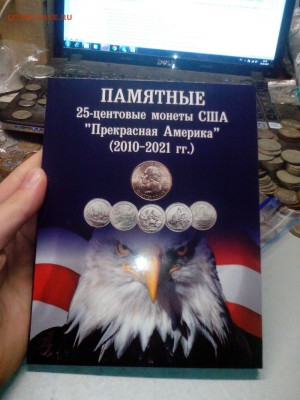 ПАМЯТНЫЕ
25-центовые монеты США
"Прекрасная Америка"
(2010-2021 гг.)